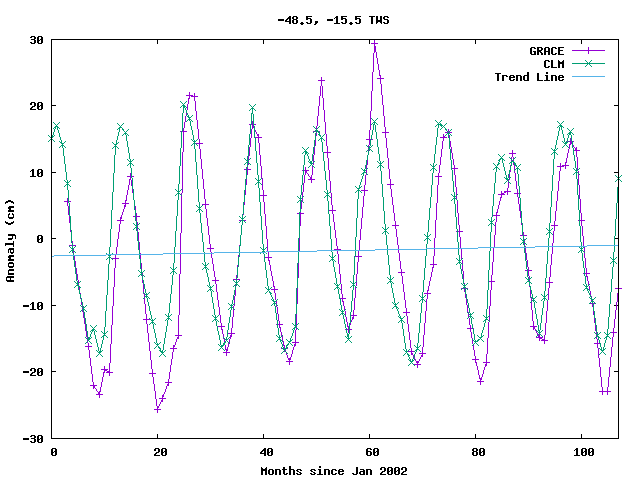 -48.5, -15.5 TWS
GRACE
CLM
Trend Line
30
20
10
0
-10
-20
-30
Anomaly (cm)
0 20 40 60 80 100
Months since Jan 2002